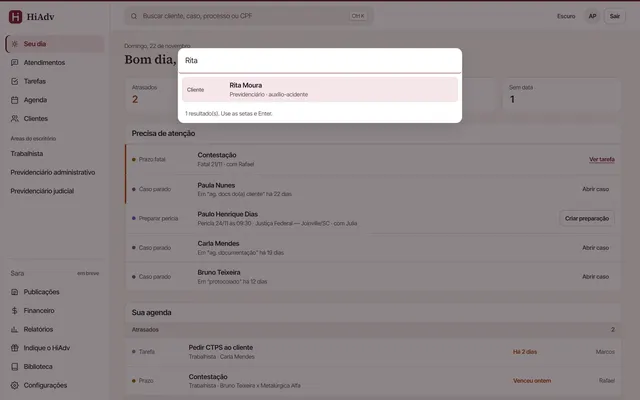 HiAdv
Buscar cliente, caso, processo ou CPF
Ctrl K
Escuro
AP
Sair
Seu dia
Atendimentos
Tarefas
Agenda
Clientes
Áreas do escritório
Trabalhista
Previdenciário administrativo
Previdenciário judicial
Sara
em breve
Publicações
Financeiro
Relatórios
Indique o HiAdv
Biblioteca
Configurações
Domingo, 22 de novembro
Bom dia,
Rita
Cliente
Rita Moura
Previdenciário · auxílio-acidente
1 resultado(s). Use as setas e Enter.
Atrasados
2
Sem data
1
Precisa de atenção
Prazo fatal
Contestação
Fatal 21/11 · com Rafael
Ver tarefa
Caso parado
Paula Nunes
Em "ag. docs do(a) cliente" há 22 dias
Abrir caso
Preparar perícia
Paulo Henrique Dias
Perícia 24/11 às 09:30 · Justiça Federal — Joinville/SC · com Julia
Criar preparação
Caso parado
Carla Mendes
Em "ag. documentação" há 19 dias
Abrir caso
Caso parado
Bruno Teixeira
Em "protocolado" há 12 dias
Abrir caso
Sua agenda
Atrasados
2
Tarefa
Pedir CTPS ao cliente
Trabalhista · Carla Mendes
Há 2 dias
Márcos
Prazo
Contestação
Trabalhista · Bruno Teixeira x Metalúrgica Alfa
Venceu ontem
Rafael